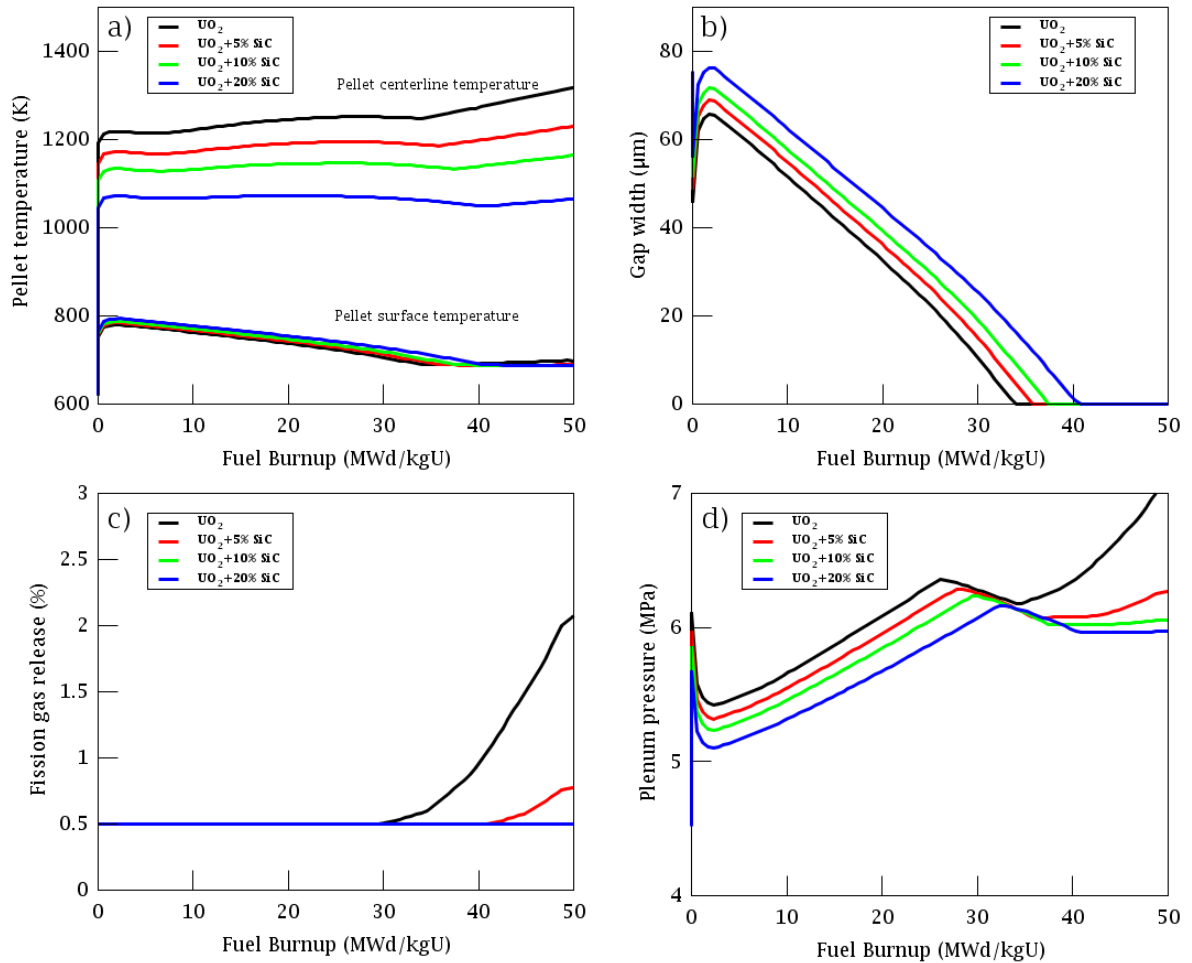 a)
UO2
UO2+5% SiC
UO2+10% SiC
UO2+20% SiC
Pellet centerline temperature
Pellet surface temperature
1400
1200
1000
800
600
Pellet temperature (K)
0 10 20 30 40 50
Fuel Burnup (MWd/kgU)
b)
UO2
UO2+5% SiC
UO2+10% SiC
UO2+20% SiC
80
60
40
20
0
Gap width (μm)
0 10 20 30 40 50
Fuel Burnup (MWd/kgU)
c)
UO2
UO2+5% SiC
UO2+10% SiC
UO2+20% SiC
3
2.5
2
1.5
1
0.5
0
Fission gas release (%)
0 10 20 30 40 50
Fuel Burnup (MWd/kgU)
d)
UO2
UO2+5% SiC
UO2+10% SiC
UO2+20% SiC
7
6
5
4
Plenum pressure (MPa)
0 10 20 30 40 50
Fuel Burnup (MWd/kgU)